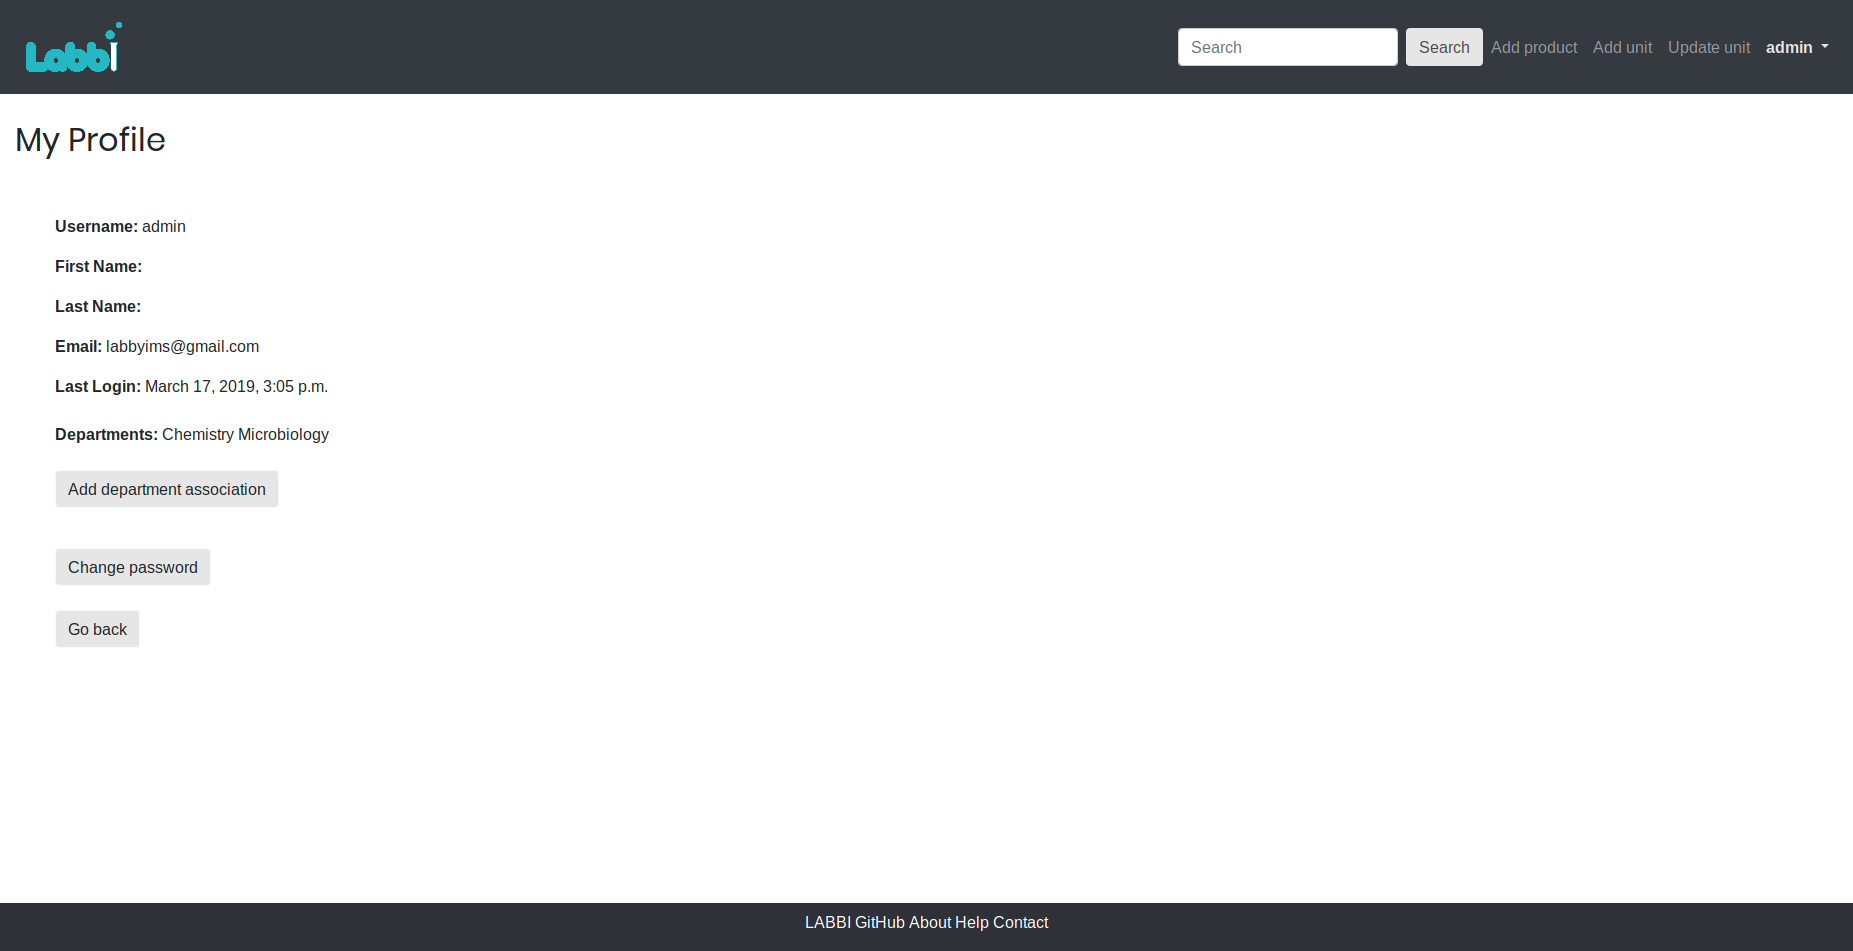 Labbi
Search Search Add product Add unit Update unit admin
My Profile
Username: admin
First Name:
Last Name:
Email: labbyims@gmail.com
Last Login: March 17, 2019, 3:05 p.m.
Departments: Chemistry Microbiology
Add department association
Change password
Go back
LABBI GitHub About Help Contact